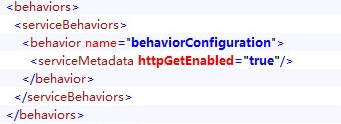 <behaviors>
<serviceBehaviors>
<behavior name="behaviorConfiguration">
<serviceMetadata httpGetEnabled="true"/>
</behavior>
</serviceBehaviors>
</behaviors>